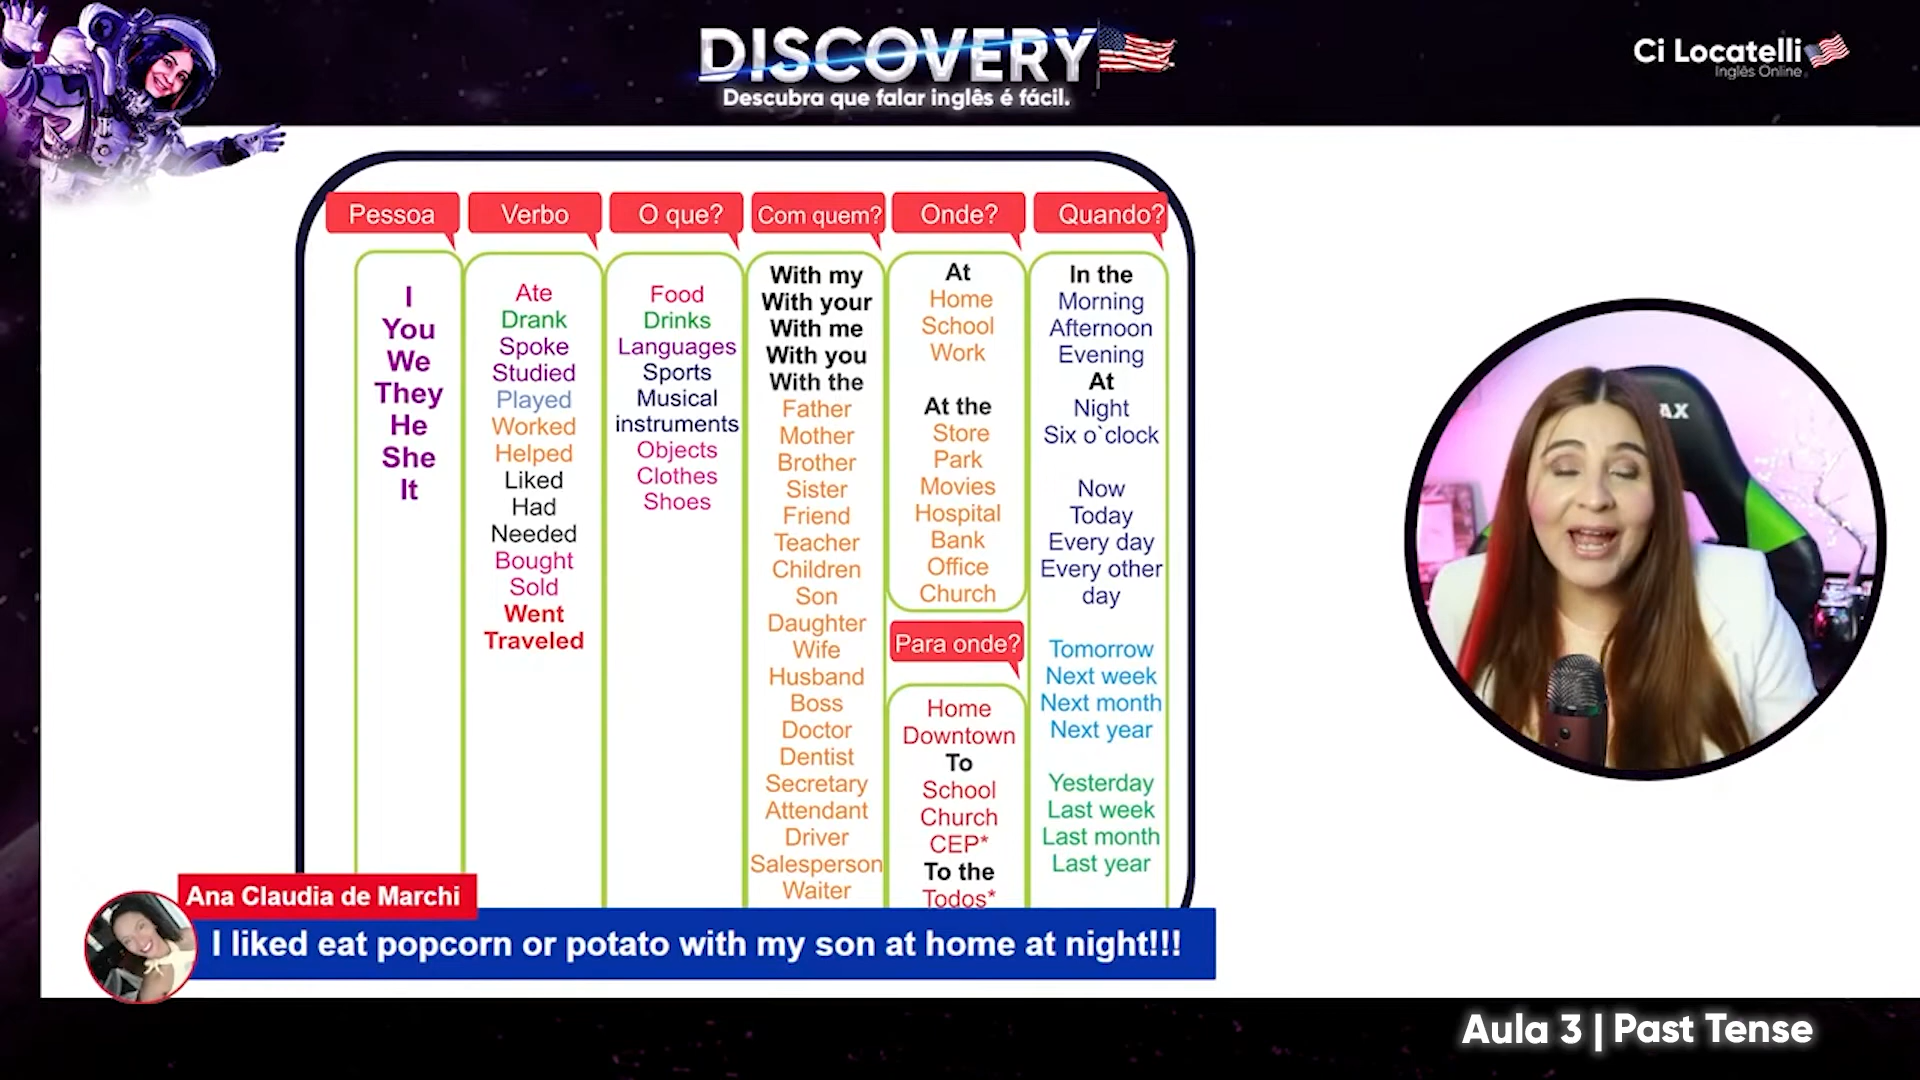 DISCOVERY
Descubra que falar inglês é fácil.
Ci Locatelli
Inglês Online
Pessoa
I
You
We
They
He
She
It
Verbo
Ate
Drank
Spoke
Studied
Played
Worked
Helped
Liked
Had
Needed
Bought
Sold
Went
Traveled
O que?
Food
Drinks
Languages
Sports
Musical
instruments
Objects
Clothes
Shoes
Com quem?
With my
With your
With me
With you
With the
Father
Mother
Brother
Sister
Friend
Teacher
Children
Son
Daughter
Wife
Husband
Boss
Doctor
Dentist
Secretary
Attendant
Driver
Salesperson
Waiter
Onde?
At
Home
School
Work
At the
Store
Park
Movies
Hospital
Bank
Office
Church
Para onde?
Home
Downtown
To
School
Church
CEP*
To the
Todos*
Quando?
In the
Morning
Afternoon
Evening
At
Night
Six o`clock
Now
Today
Every day
Every other
day
Tomorrow
Next week
Next month
Next year
Yesterday
Last week
Last month
Last year
AX
Ana Claudia de Marchi
I liked eat popcorn or potato with my son at home at night!!!
Aula 3 | Past Tense